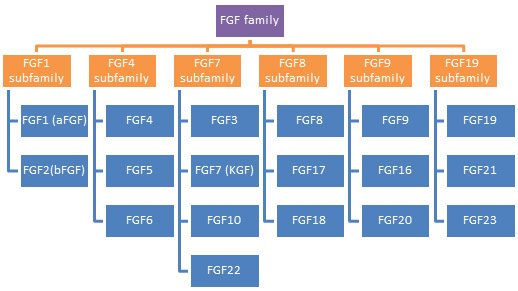 FGF family
FGF1
subfamily
FGF4
subfamily
FGF7
subfamily
FGF8
subfamily
FGF9
subfamily
FGF19
subfamily
FGF1 (aFGF)
FGF2(bFGF)
FGF4
FGF5
FGF6
FGF3
FGF7 (KGF)
FGF10
FGF22
FGF8
FGF17
FGF18
FGF9
FGF16
FGF20
FGF19
FGF21
FGF23